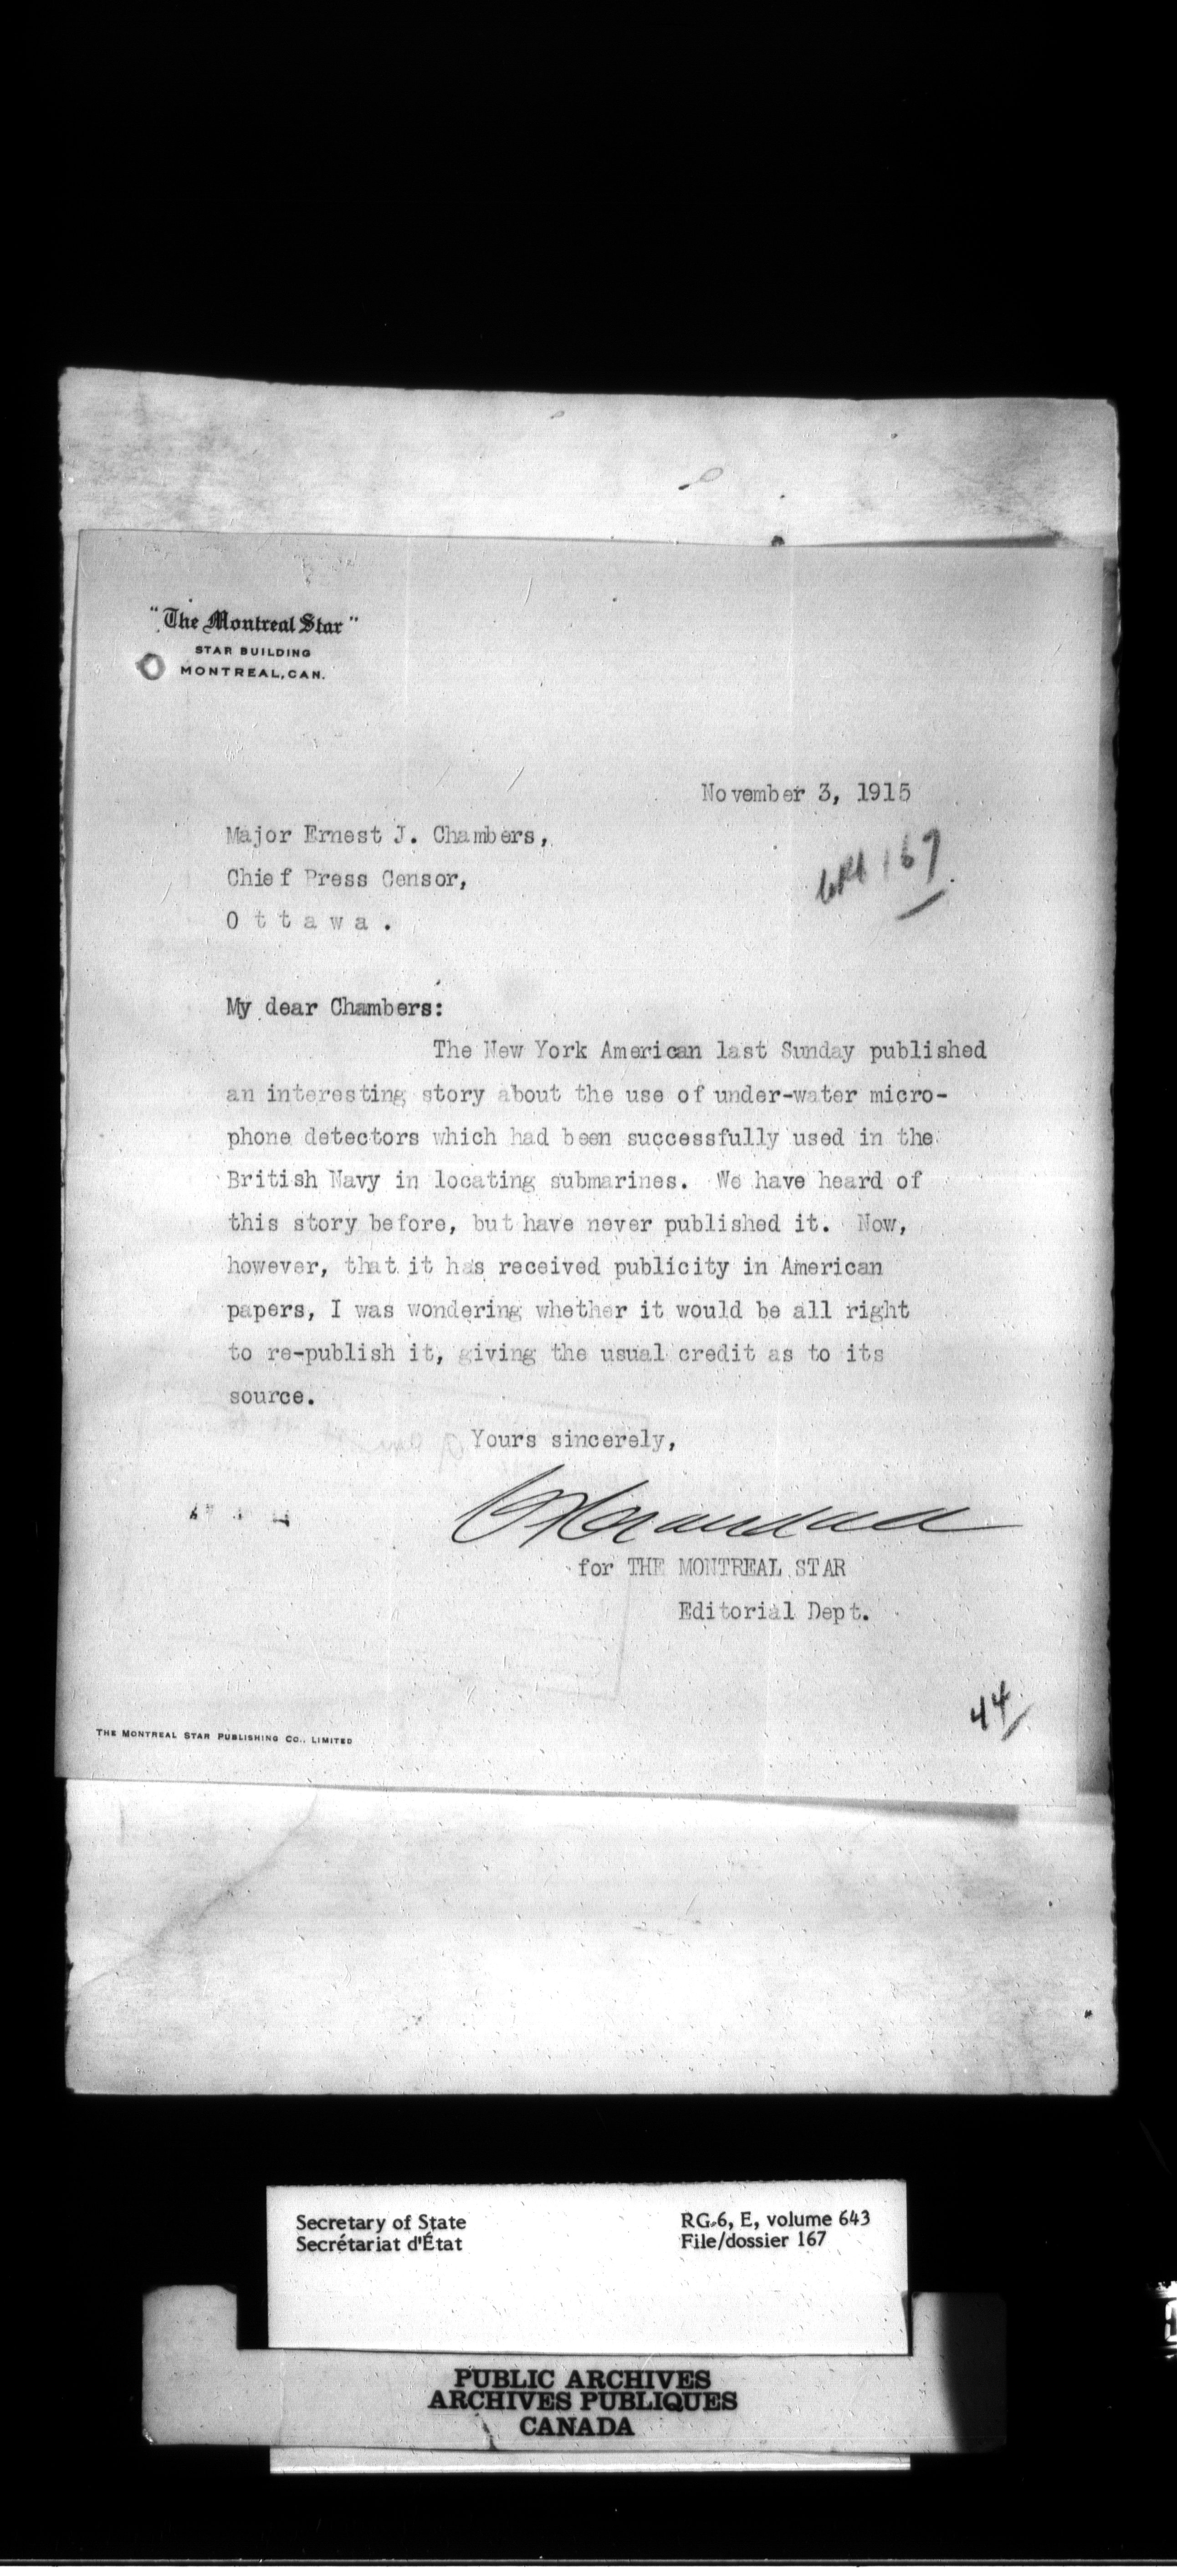 "The Montreal Star"
STAR BUILDING
MONTREAL, CAN.
November 3, 1915
Major Ernest J. Chambers,
Chief Press Censor,
O t t a w a .
167
My dear Chambers:
The New York American last Sunday published
an interesting story about the use of under-water micro-
phone detectors which had been successfully used in the
British Navy in locating submarines. We have heard of
this story before, but have never published it. Now,
however, that it has received publicity in American
papers, I was wondering whether it would be all right
to re-publish it, giving the usual credit as to its
source.
Yours sincerely,
for THE MONTREAL STAR
Editorial Dept.
44
THE MONTREAL STAR PUBLISHING CO., LIMITED
Secretary of State
Secrétariat d'État
RG 6, E, volume 643
File/dossier 167
PUBLIC ARCHIVES
ARCHIVES PUBLIQUES
CANADA